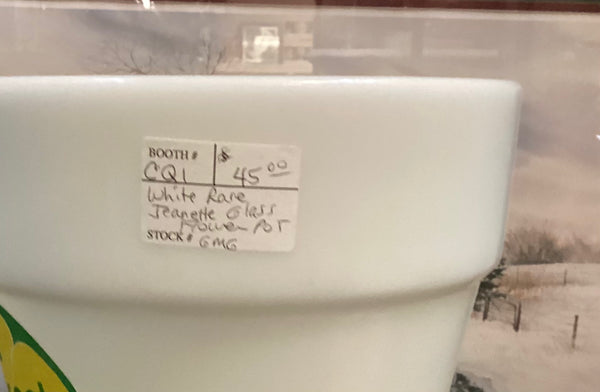 BOOTH # $
CQ1 45.00
White Rare
Jeanette Glass
Flower Pot
STOCK # GMG